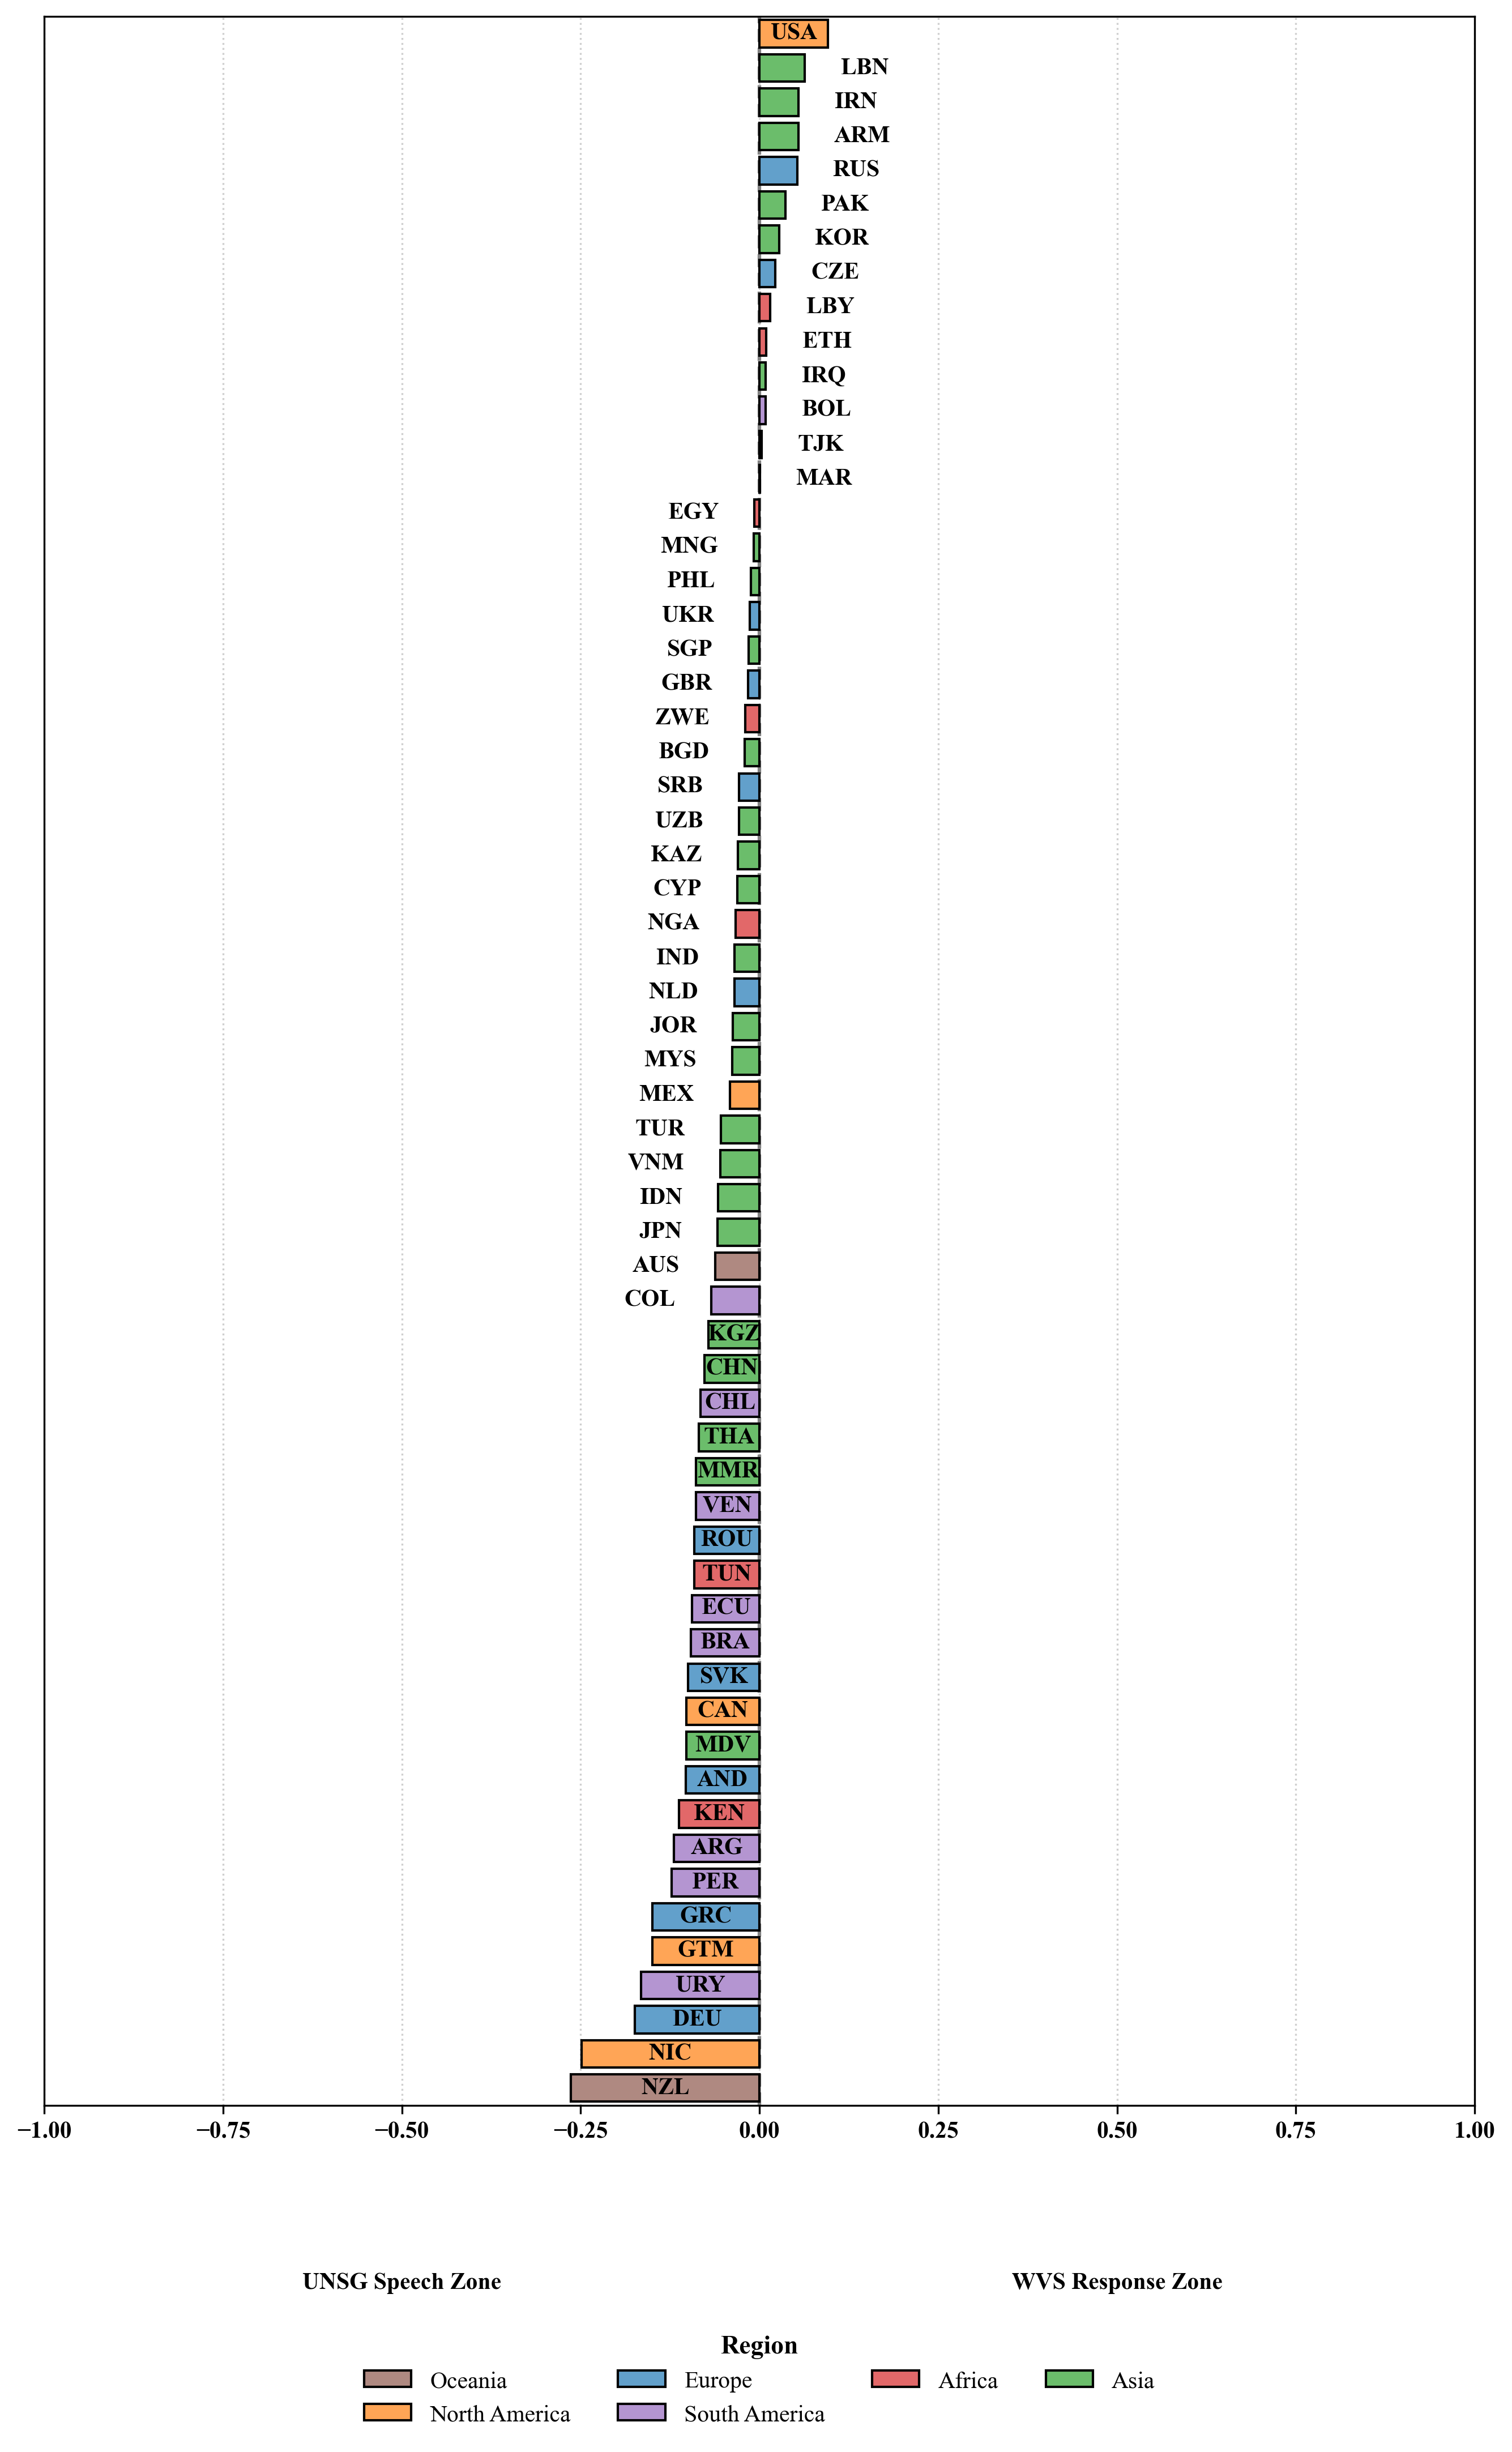 USA
LBN
IRN
ARM
RUS
PAK
KOR
CZE
LBY
ETH
IRQ
BOL
TJK
MAR
EGY
MNG
PHL
UKR
SGP
GBR
ZWE
BGD
SRB
UZB
KAZ
CYP
NGA
IND
NLD
JOR
MYS
MEX
TUR
VNM
IDN
JPN
AUS
COL
KGZ
CHN
CHL
THA
MMR
VEN
ROU
TUN
ECU
BRA
SVK
CAN
MDV
AND
KEN
ARG
PER
GRC
GTM
URY
DEU
NIC
NZL
−1.00 −0.75 −0.50 −0.25 0.00 0.25 0.50 0.75 1.00
UNSG Speech Zone WVS Response Zone
Region
Oceania Europe Africa Asia
North America South America